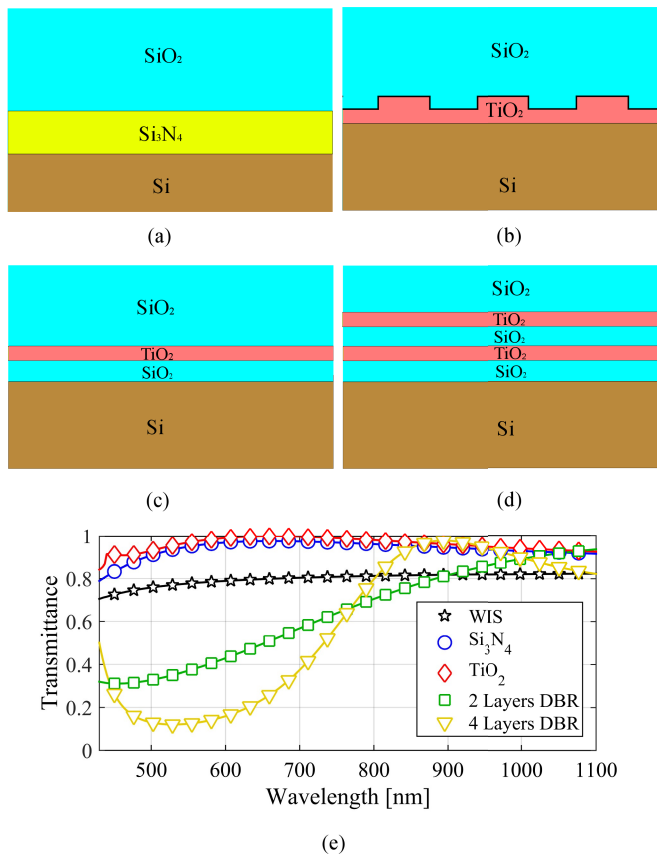 SiO₂
Si₃N₄
Si
(a)
SiO₂
TiO₂
Si
(b)
SiO₂
TiO₂
SiO₂
Si
(c)
SiO₂
TiO₂
SiO₂
TiO₂
SiO₂
Si
(d)
Transmittance
1
0.8
0.6
0.4
0.2
0
WIS
Si₃N₄
TiO₂
2 Layers DBR
4 Layers DBR
500 600 700 800 900 1000 1100
Wavelength [nm]
(e)